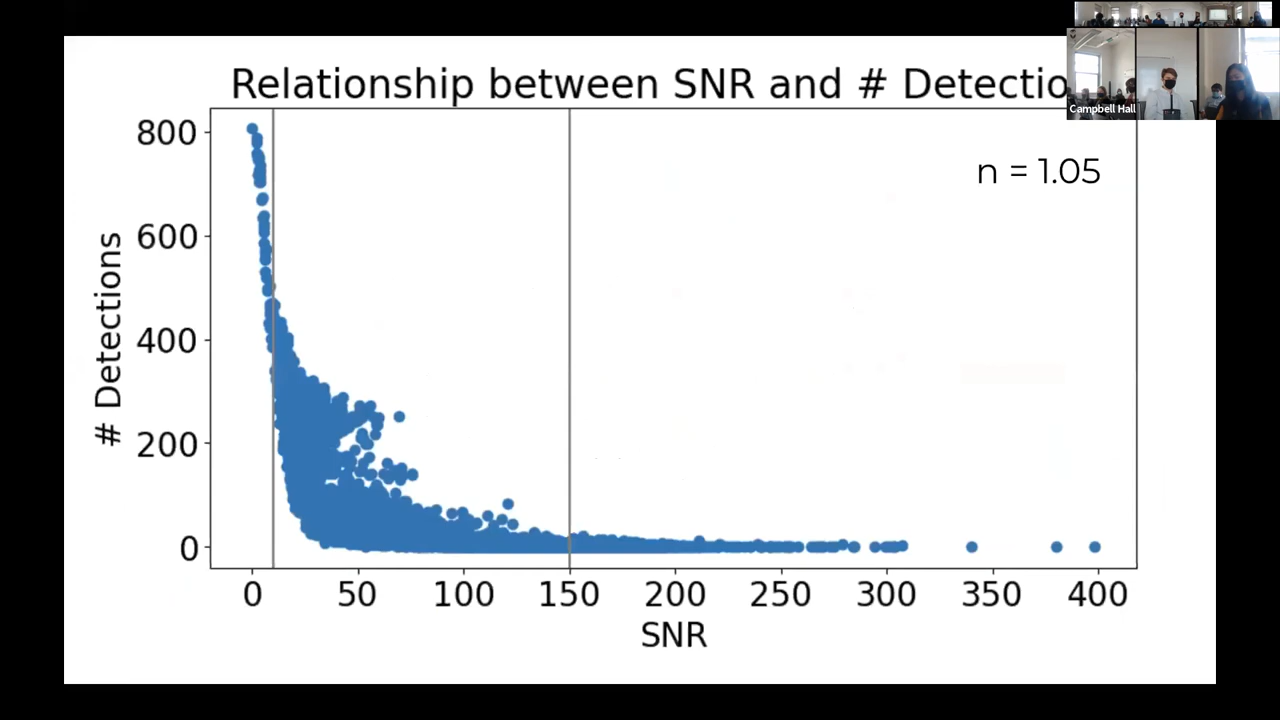 Relationship between SNR and # Detectio
Campbell Hall
n = 1.05
800
600
400
200
0
# Detections
0 50 100 150 200 250 300 350 400
SNR